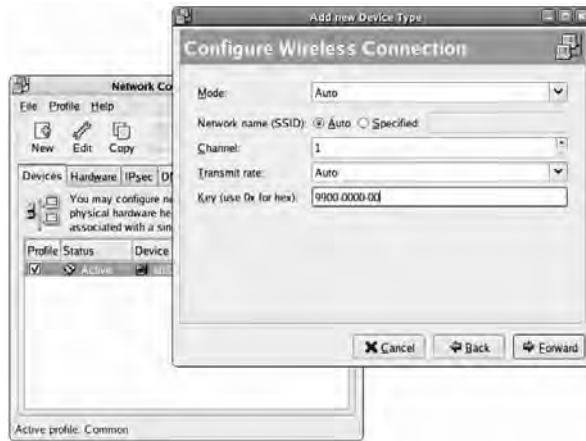 Add new Device Type
Configure Wireless Connection
Mode: Auto
Network name (SSID): Auto Specified:
Channel: 1
Transmit rate: Auto
Key (use 0x for hex): 9900-0000-00
Cancel Back Forward
Network Co
File Profile Help
New Edit Copy
Devices Hardware IPsec
You may configure
physical hardware he
associated with a sin
Profile Status Device
Active
Active profile: Common